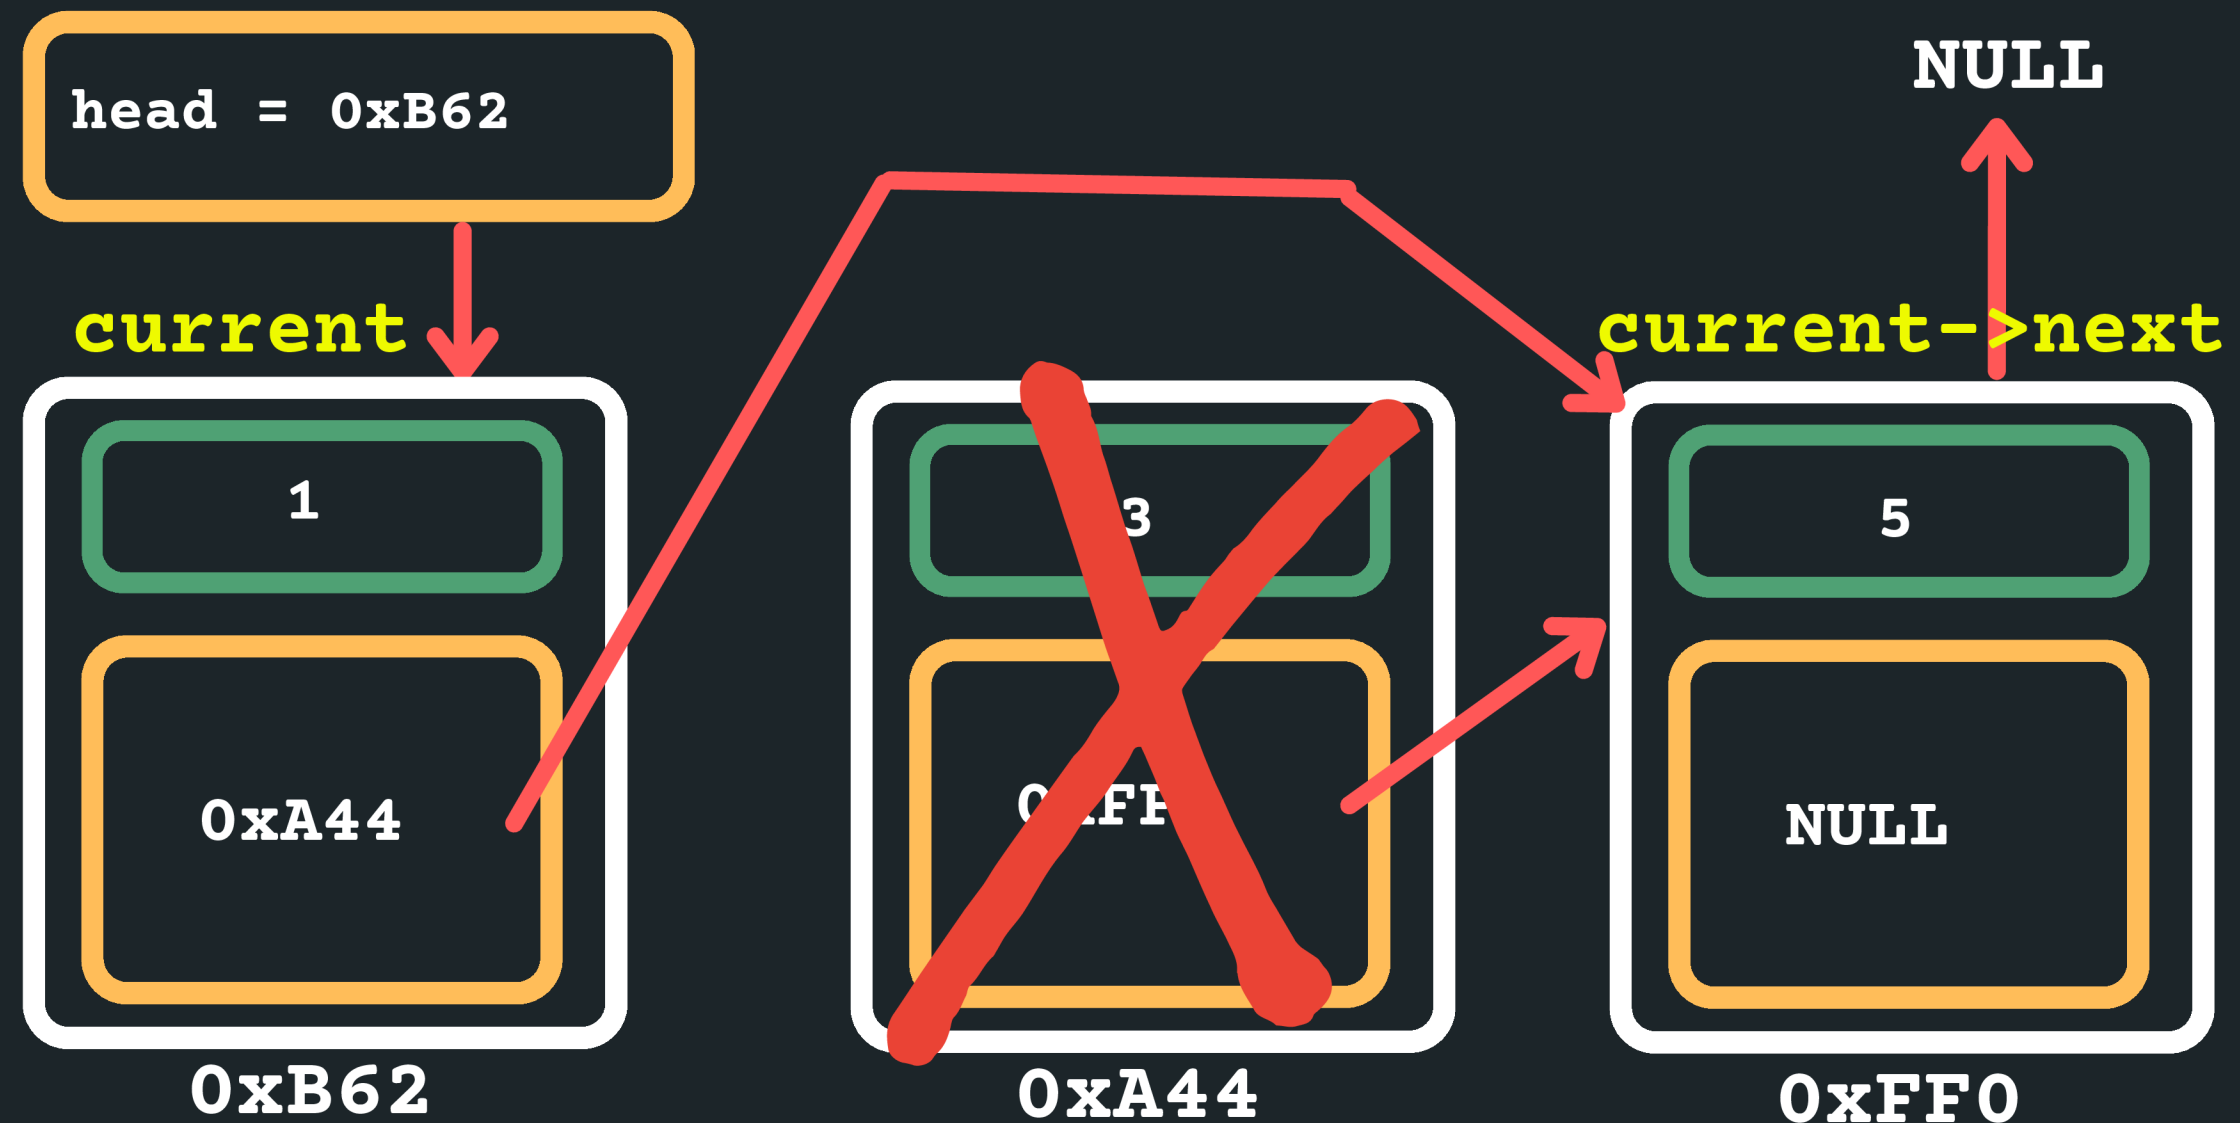 head = 0xB62
NULL
current
current->next
1
3
5
0xA44
NULL
0xB62
0xA44
0xFF0